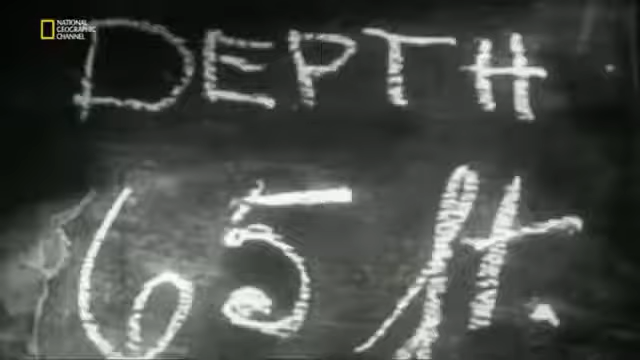 NATIONAL
GEOGRAPHIC
CHANNEL
DEPTH
65 ft.